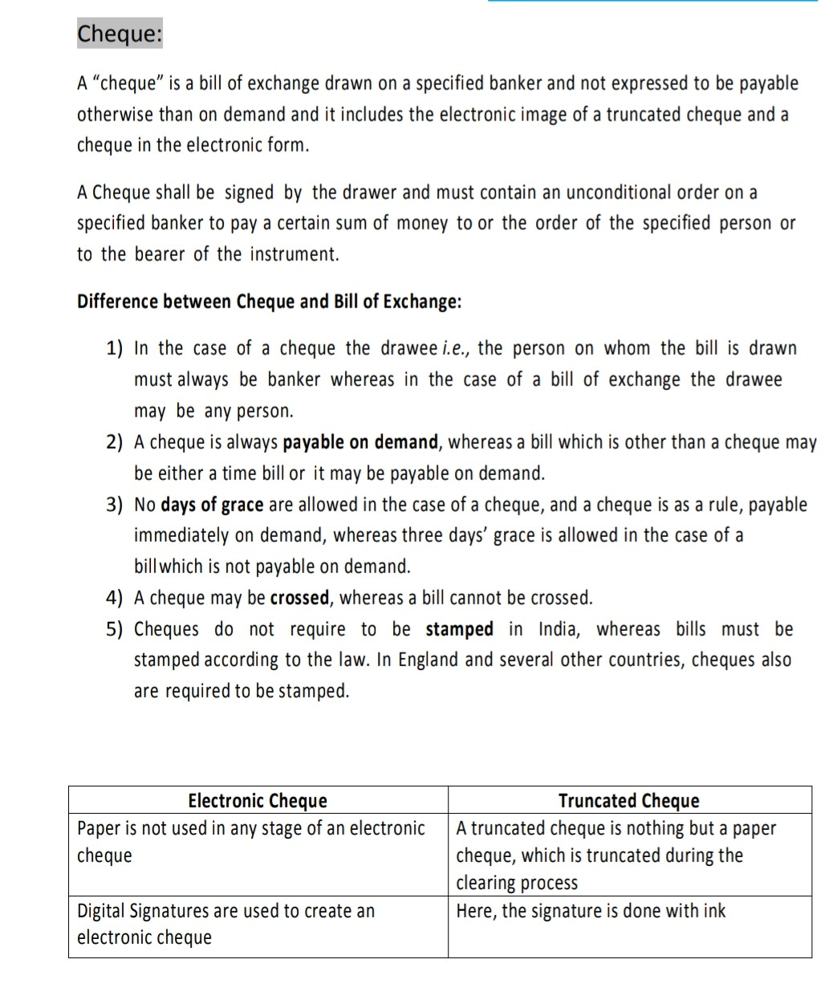 Cheque:
A “cheque” is a bill of exchange drawn on a specified banker and not expressed to be payable
otherwise than on demand and it includes the electronic image of a truncated cheque and a
cheque in the electronic form.
A Cheque shall be signed by the drawer and must contain an unconditional order on a
specified banker to pay a certain sum of money to or the order of the specified person or
to the bearer of the instrument.
Difference between Cheque and Bill of Exchange:
1) In the case of a cheque the drawee i.e., the person on whom the bill is drawn
must always be banker whereas in the case of a bill of exchange the drawee
may be any person.
2) A cheque is always payable on demand, whereas a bill which is other than a cheque may
be either a time bill or it may be payable on demand.
3) No days of grace are allowed in the case of a cheque, and a cheque is as a rule, payable
immediately on demand, whereas three days’ grace is allowed in the case of a
bill which is not payable on demand.
4) A cheque may be crossed, whereas a bill cannot be crossed.
5) Cheques do not require to be stamped in India, whereas bills must be
stamped according to the law. In England and several other countries, cheques also
are required to be stamped.
Electronic Cheque
Truncated Cheque
Paper is not used in any stage of an electronic
cheque
A truncated cheque is nothing but a paper
cheque, which is truncated during the
clearing process
Digital Signatures are used to create an
electronic cheque
Here, the signature is done with ink